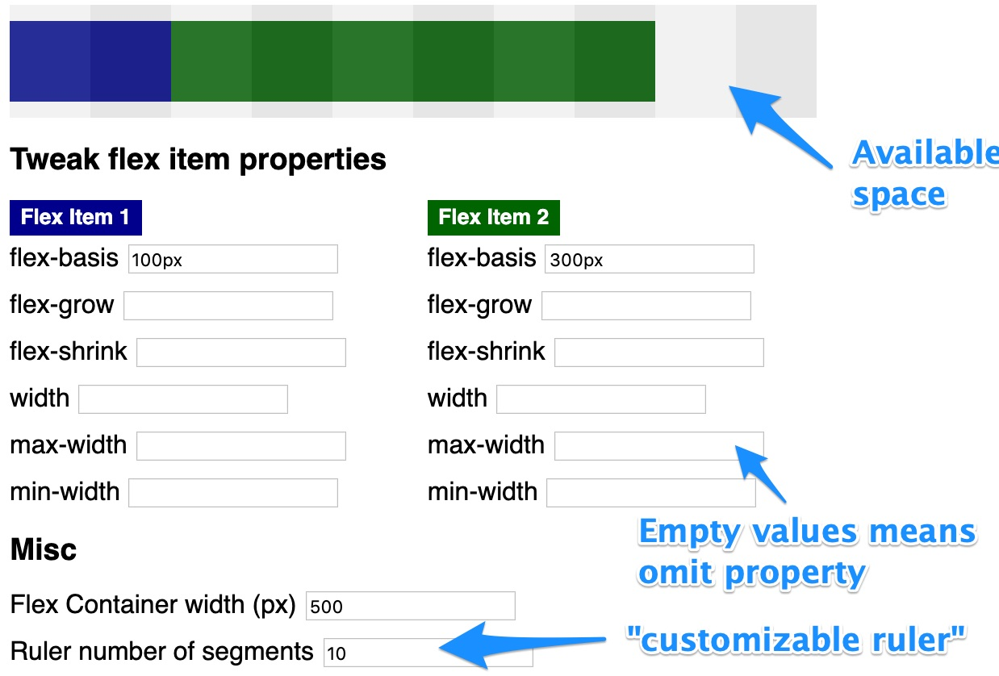 Available
space
Tweak flex item properties
Flex Item 1
Flex Item 2
flex-basis 100px
flex-basis 300px
flex-grow
flex-grow
flex-shrink
flex-shrink
width
width
max-width
max-width
min-width
min-width
Empty values means
omit property
Misc
Flex Container width (px) 500
Ruler number of segments 10
"customizable ruler"